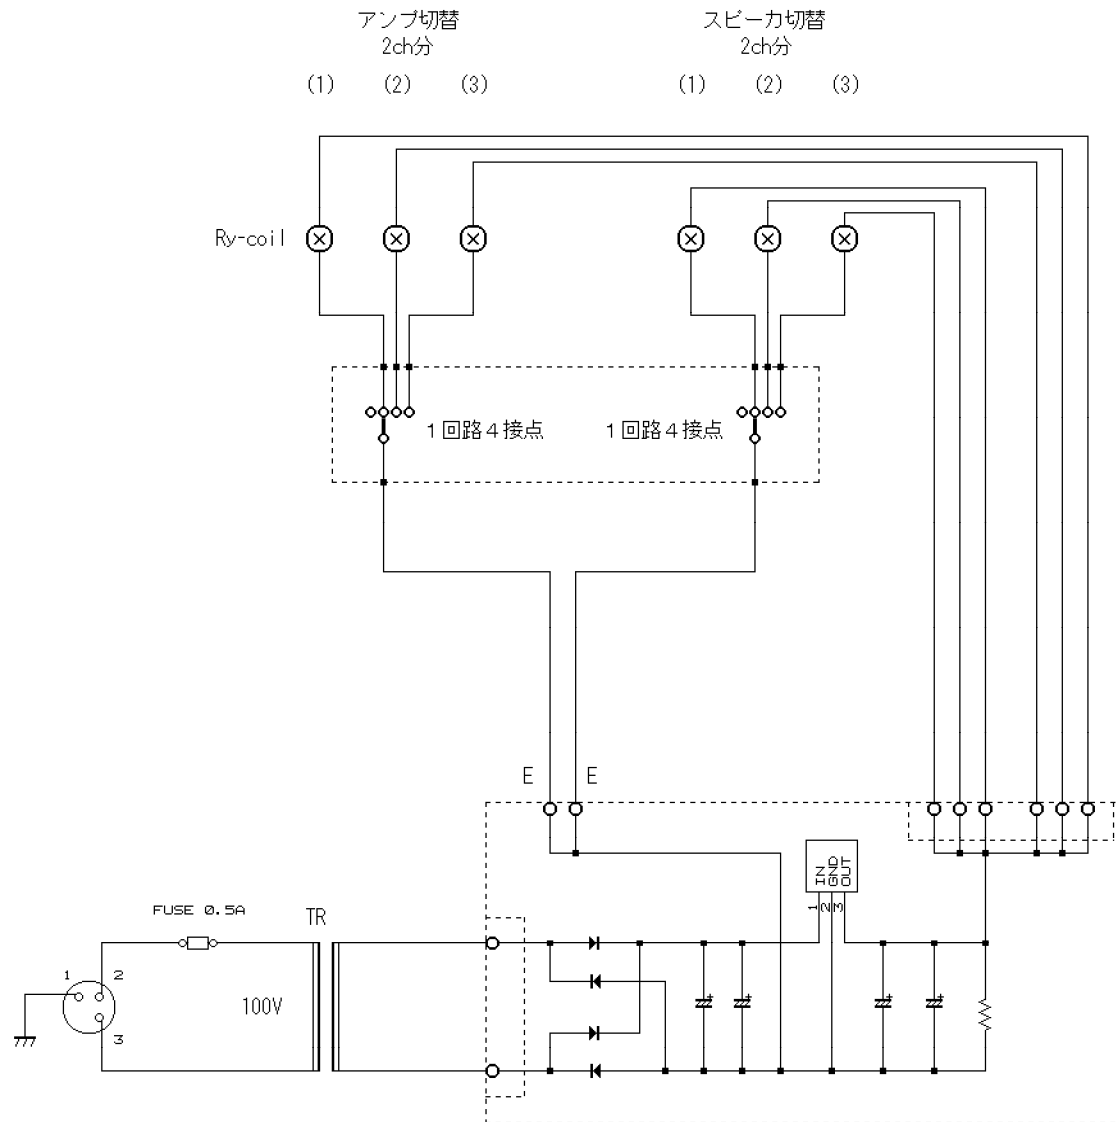 アンプ切替
2ch分
スピーカ切替
2ch分
(1) (2) (3)
(1) (2) (3)
Ry-coil
1回路4接点
1回路4接点
E E
IN
GND
OUT
1
2
3
FUSE 0.5A
TR
1
2
3
100V
+ + + +